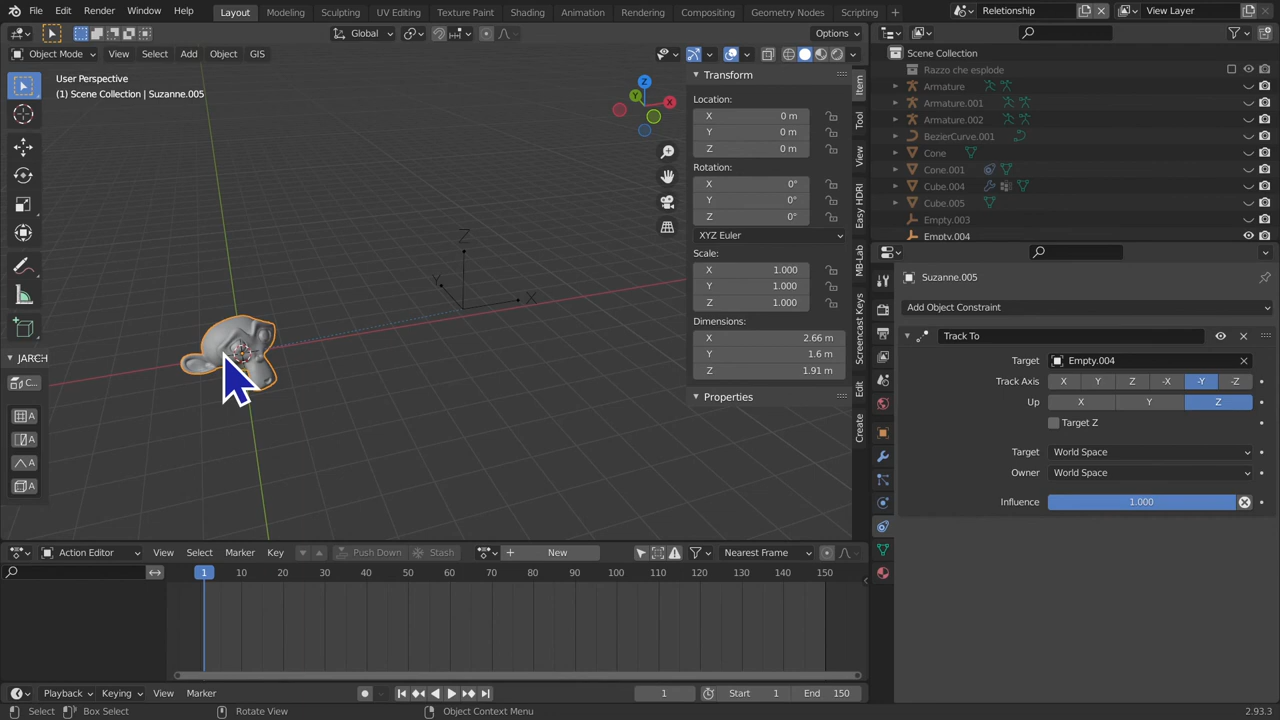 File Edit Render Window Help Layout Modeling Sculpting UV Editing Texture Paint Shading Animation Rendering Compositing Geometry Nodes Scripting + Relationship View Layer
Global Options
Object Mode View Select Add Object GIS
User Perspective
(1) Scene Collection | Suzanne.005
Z
Y
X
Z
Y
X
JARCH
C...
A
A
A
A
Transform
Location:
X 0 m
Y 0 m
Z 0 m
Rotation:
X 0°
Y 0°
Z 0°
XYZ Euler
Scale:
X 1.000
Y 1.000
Z 1.000
Dimensions:
X 2.66 m
Y 1.6 m
Z 1.91 m
Properties
Item
Tool
View
Easy HDRI
MB-Lab
Screencast Keys
Edit
Create
Scene Collection
Razzo che esplode
Armature
Armature.001
Armature.002
BezierCurve.001
Cone
Cone.001
Cube.004
Cube.005
Empty.003
Empty.004
Suzanne.005
Add Object Constraint
Track To
Target Empty.004
Track Axis X Y Z -X -Y -Z
Up X Y Z
Target Z
Target World Space
Owner World Space
Influence 1.000
Action Editor View Select Marker Key Push Down Stash + New Nearest Frame
1 10 20 30 40 50 60 70 80 90 100 110 120 130 140 150
Playback Keying View Marker 1 Start 1 End 150
Select Box Select Rotate View Object Context Menu 2.93.3